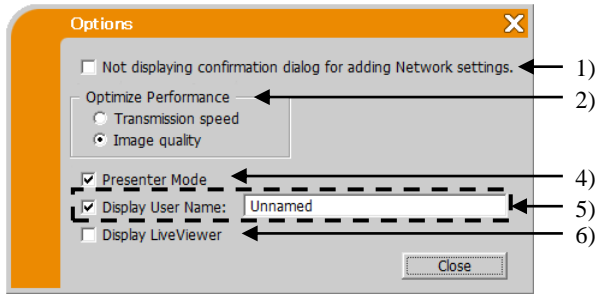 Options
Not displaying confirmation dialog for adding Network settings. 1)
Optimize Performance 2)
Transmission speed
Image quality
Presenter Mode 4)
Display User Name: Unnamed 5)
Display LiveViewer 6)
Close